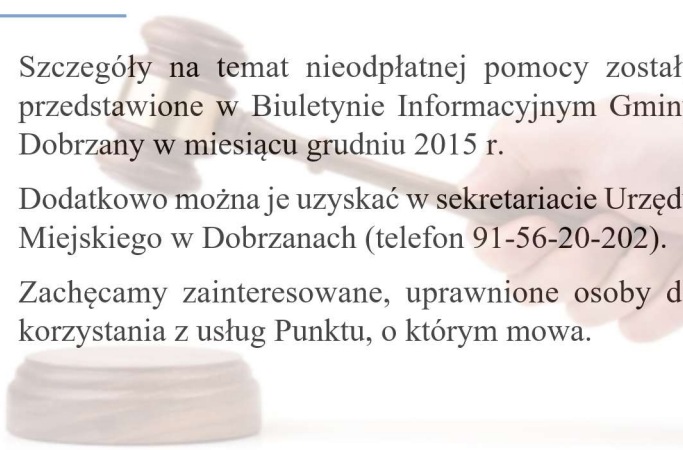 Szczegóły na temat nieodpłatnej pomocy został
przedstawione w Biuletynie Informacyjnym Gmin
Dobrzany w miesiącu grudniu 2015 r.
Dodatkowo można je uzyskać w sekretariacie Urzęd
Miejskiego w Dobrzanach (telefon 91-56-20-202).
Zachęcamy zainteresowane, uprawnione osoby d
korzystania z usług Punktu, o którym mowa.